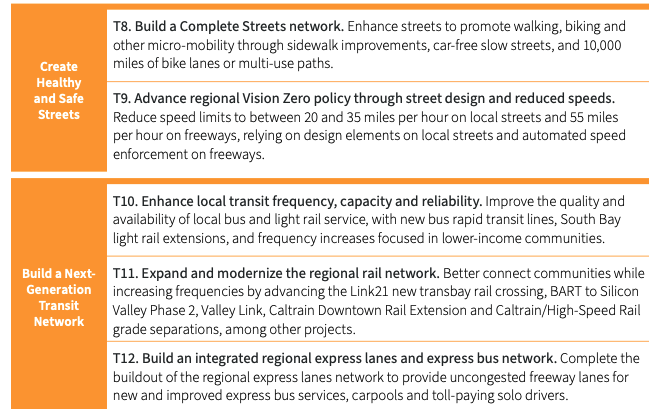 Create
Healthy
and Safe
Streets
T8. Build a Complete Streets network. Enhance streets to promote walking, biking and
other micro-mobility through sidewalk improvements, car-free slow streets, and 10,000
miles of bike lanes or multi-use paths.
T9. Advance regional Vision Zero policy through street design and reduced speeds.
Reduce speed limits to between 20 and 35 miles per hour on local streets and 55 miles
per hour on freeways, relying on design elements on local streets and automated speed
enforcement on freeways.
Build a Next-
Generation
Transit
Network
T10. Enhance local transit frequency, capacity and reliability. Improve the quality and
availability of local bus and light rail service, with new bus rapid transit lines, South Bay
light rail extensions, and frequency increases focused in lower-income communities.
T11. Expand and modernize the regional rail network. Better connect communities while
increasing frequencies by advancing the Link21 new transbay rail crossing, BART to Silicon
Valley Phase 2, Valley Link, Caltrain Downtown Rail Extension and Caltrain/High-Speed Rail
grade separations, among other projects.
T12. Build an integrated regional express lanes and express bus network. Complete the
buildout of the regional express lanes network to provide uncongested freeway lanes for
new and improved express bus services, carpools and toll-paying solo drivers.